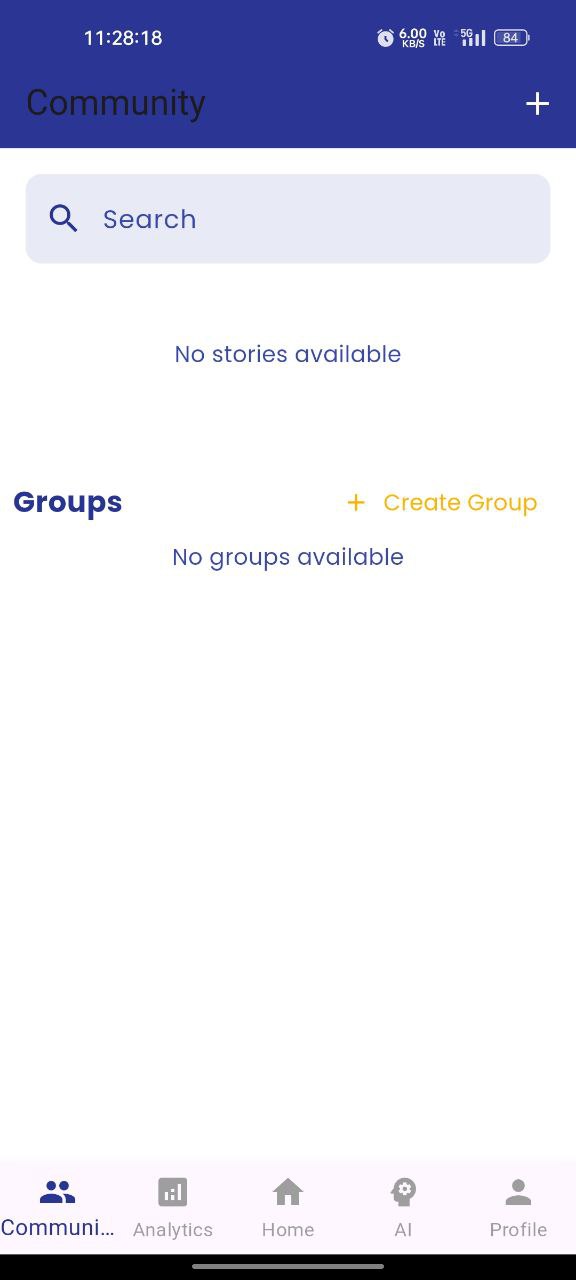 11:28:18 6.00 KB/S Vo LTE 5G 84
Community
Search
No stories available
Groups + Create Group
No groups available
Communi... Analytics Home AI Profile